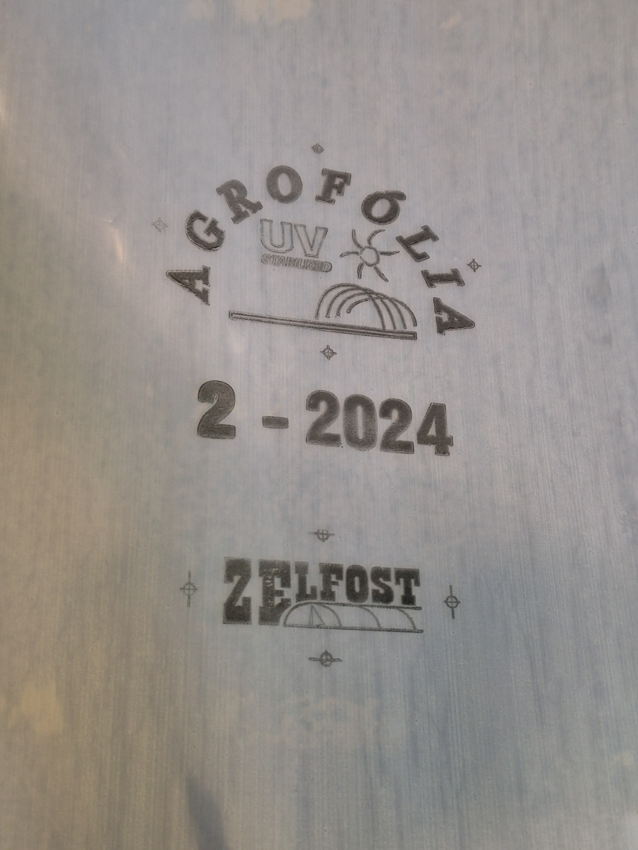 AGROFÓLIA
UV
STABILIZED
2 - 2024
ZELFOST